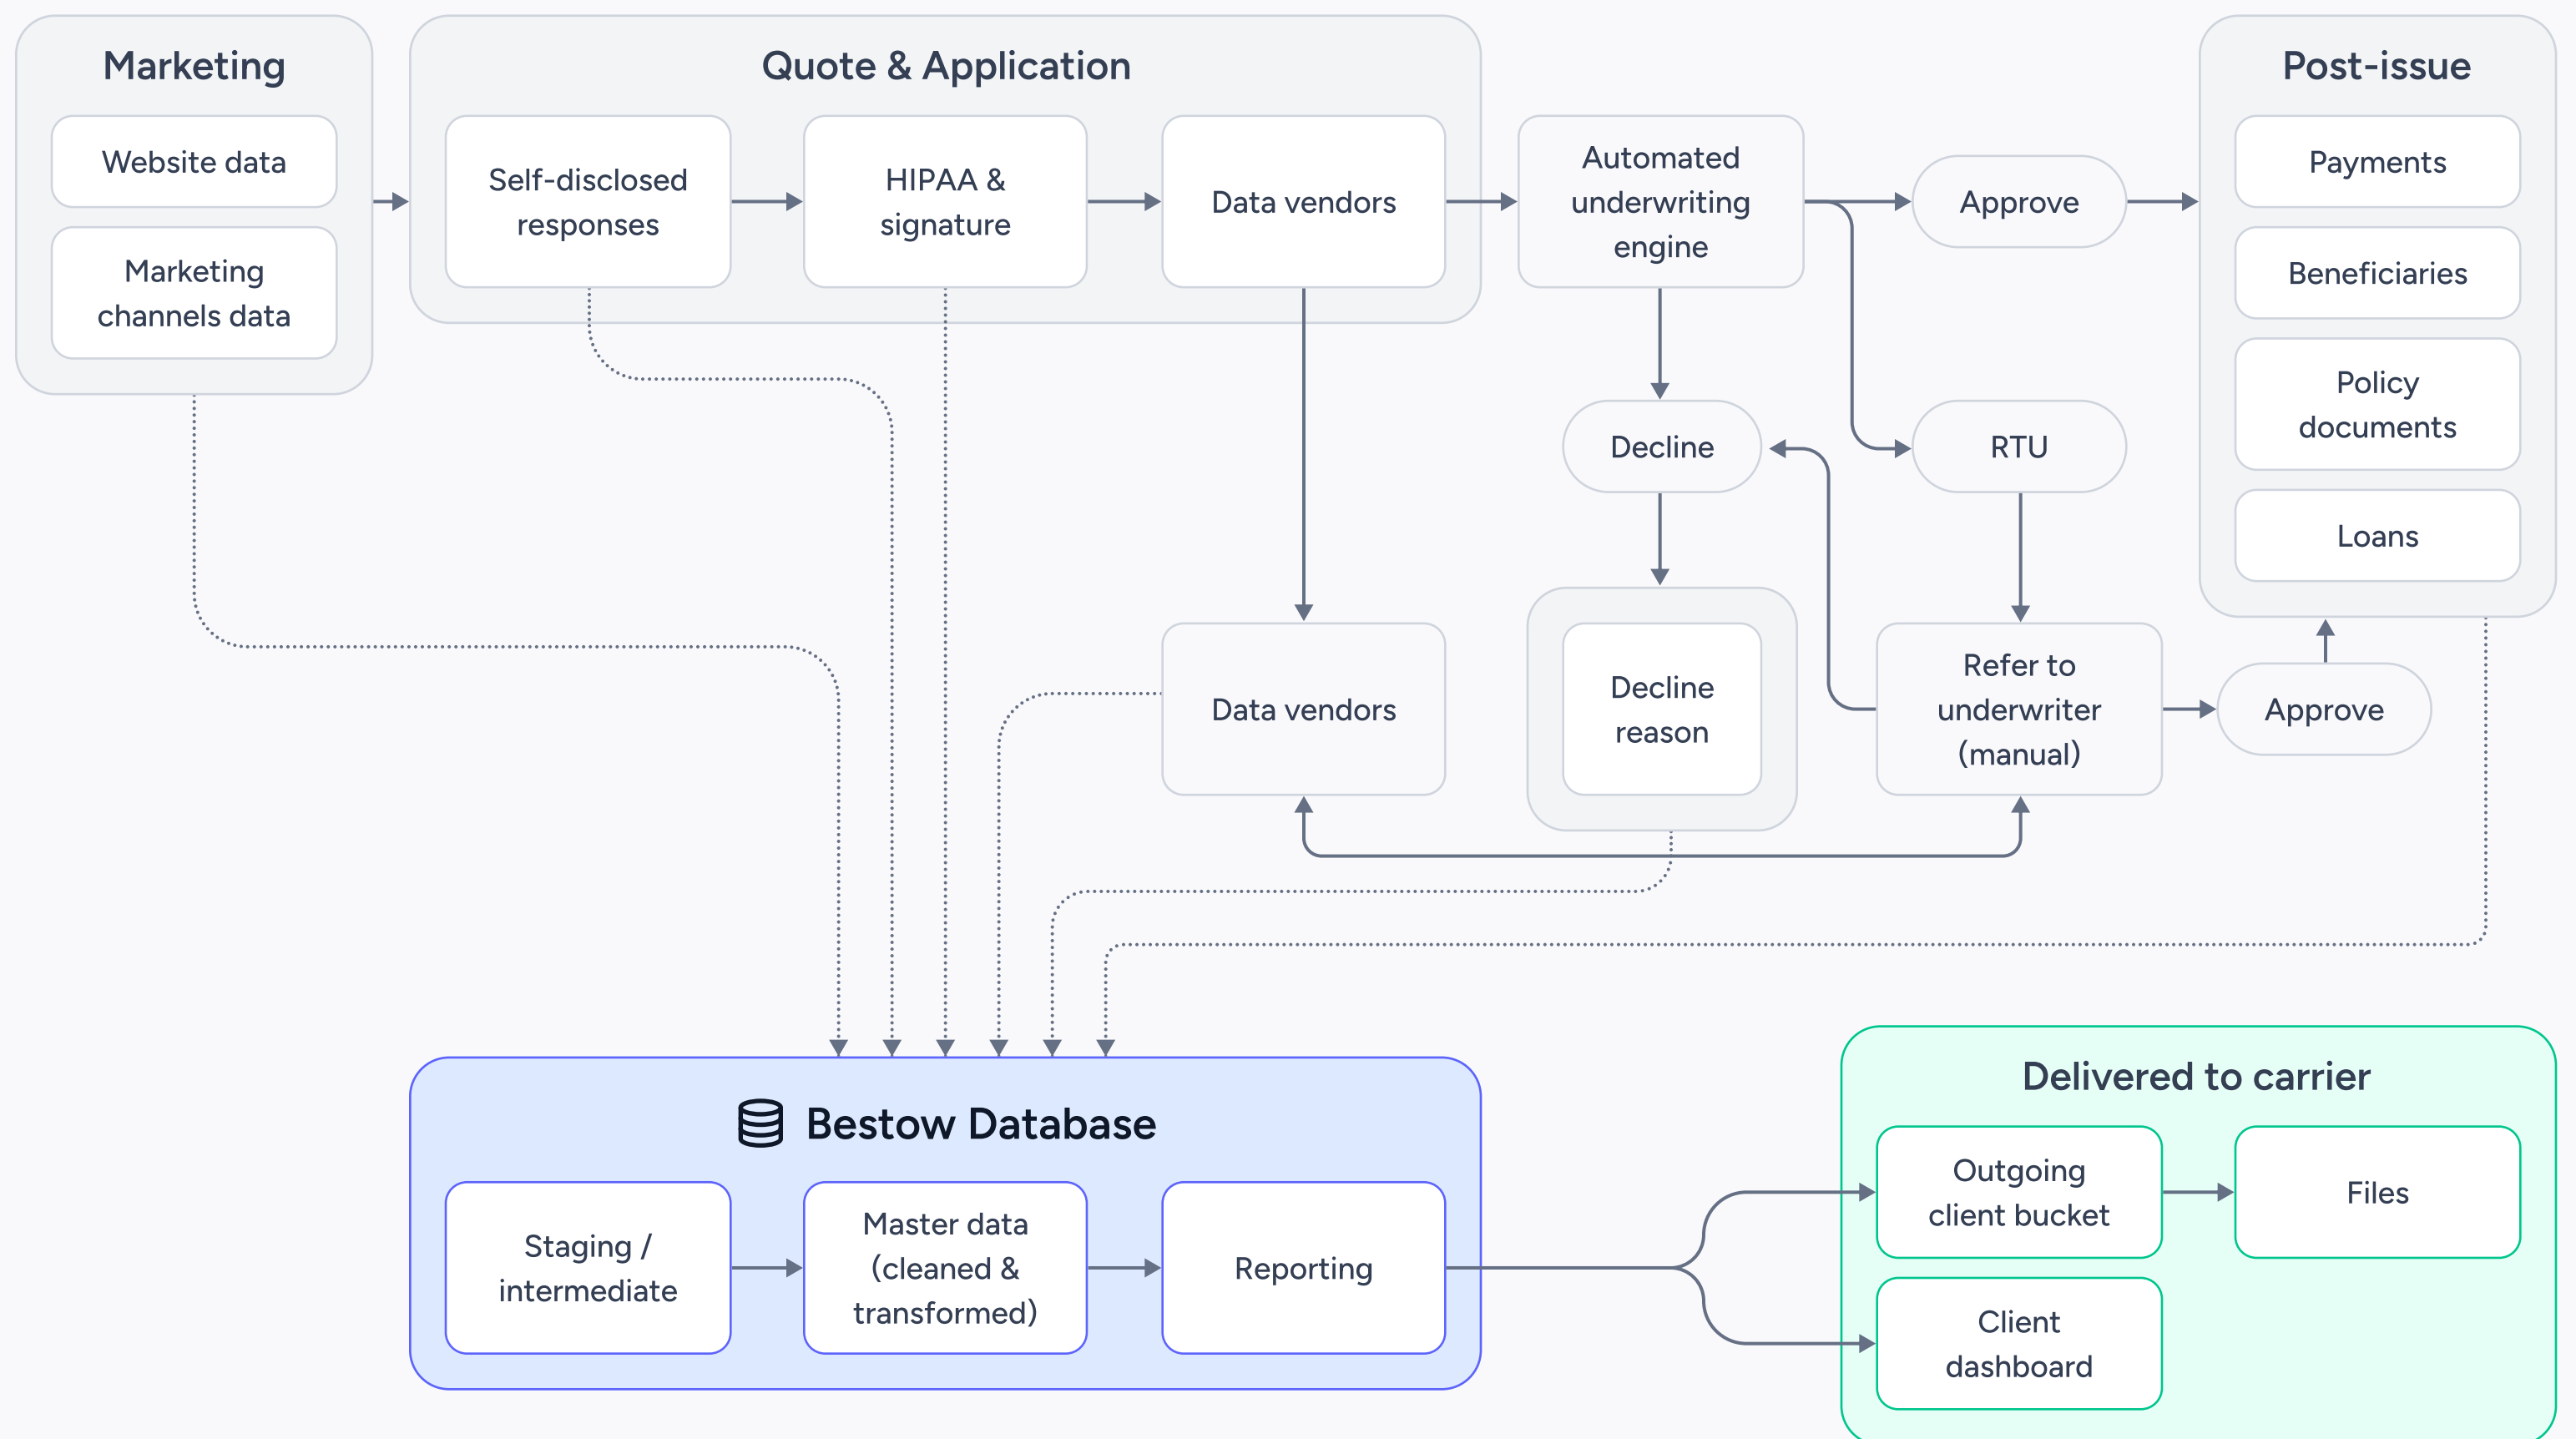 Marketing
Website data
Marketing
channels data
Quote & Application
Self-disclosed
responses
HIPAA &
signature
Data vendors
Automated
underwriting
engine
Approve
Post-issue
Payments
Beneficiaries
Policy
documents
Loans
Decline
RTU
Data vendors
Decline
reason
Refer to
underwriter
(manual)
Approve
Bestow Database
Staging /
intermediate
Master data
(cleaned &
transformed)
Reporting
Delivered to carrier
Outgoing
client bucket
Files
Client
dashboard